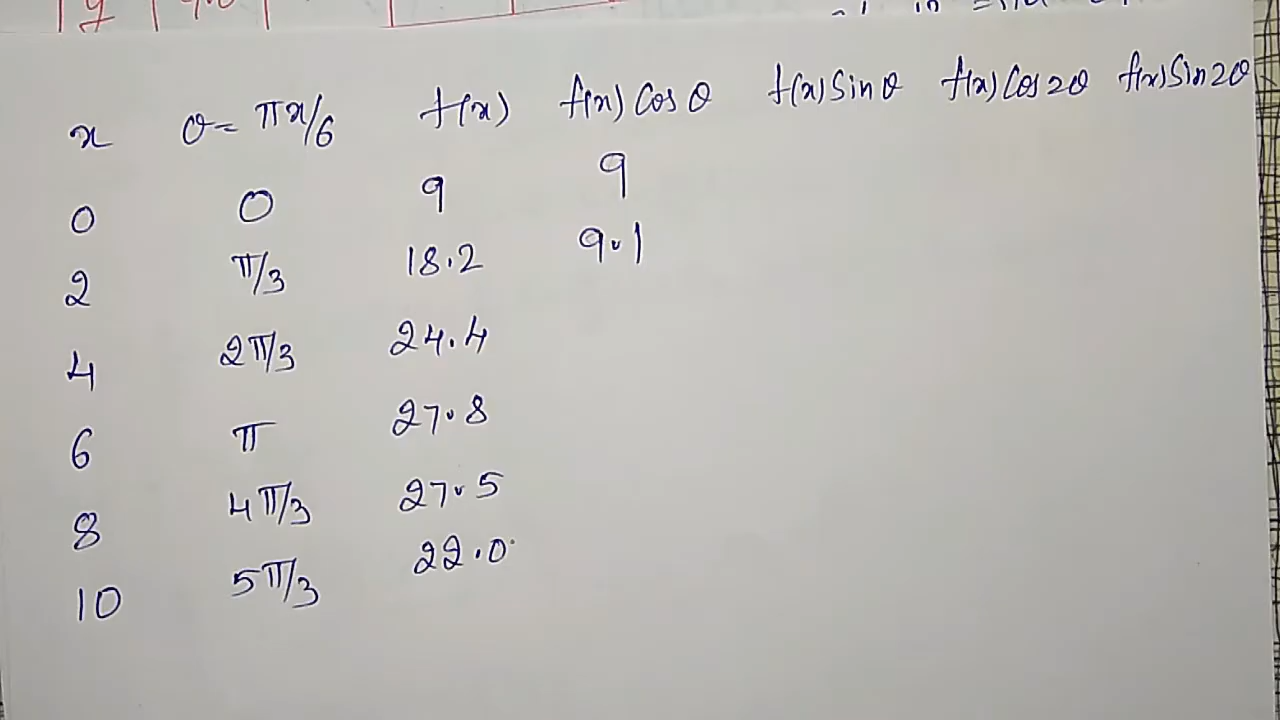 x θ= πx/6 f(x) f(x) Cos θ f(x) Sin θ f(x) Cos 2θ f(x) Sin 2θ
0 0 9 9
2 π/3 18.2 9.1
4 2π/3 24.4
6 π 27.8
8 4π/3 27.5
10 5π/3 22.0